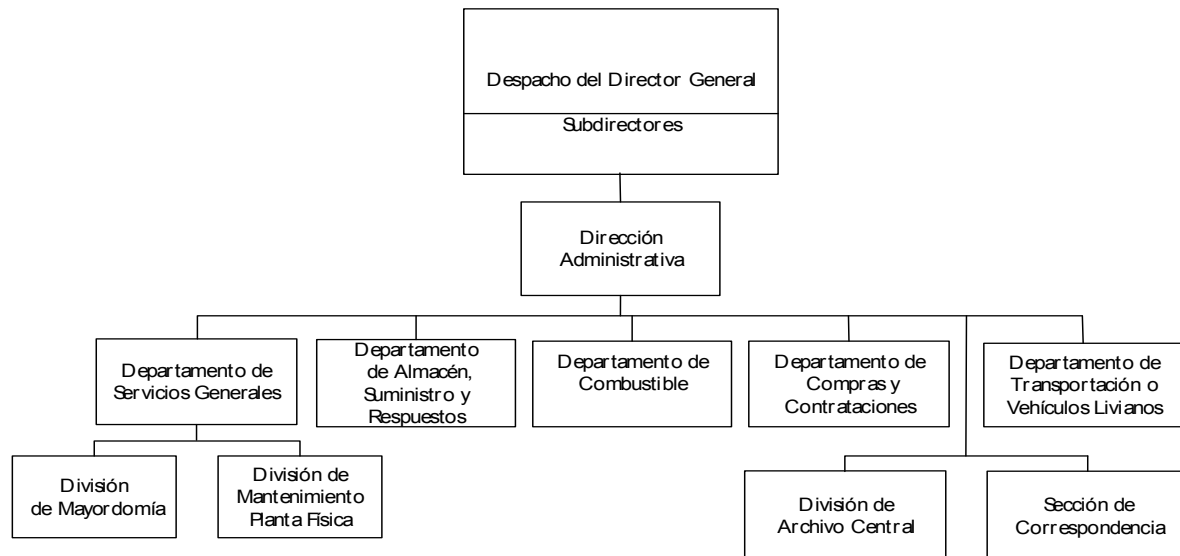 Despacho del Director General
Subdirectores
Dirección
Administrativa
Departamento de
Servicios Generales
Departamento
de Almacén,
Suministro y
Respuestos
Departamento de
Combustible
Departamento de
Compras y
Contrataciones
Departamento de
Transportación o
Vehículos Livianos
División
de Mayordomía
División de
Mantenimiento
Planta Física
División de
Archivo Central
Sección de
Correspondencia